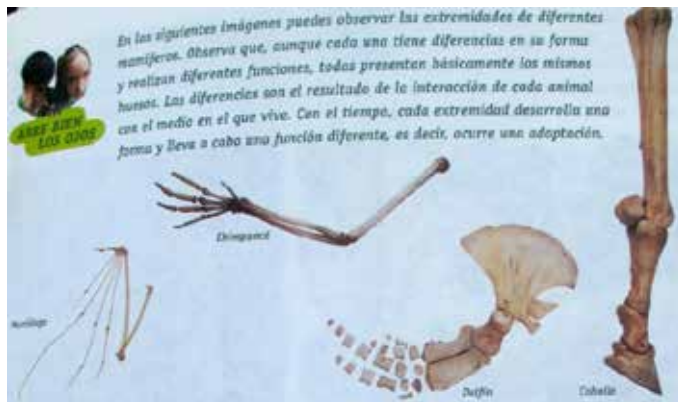 En las siguientes imágenes puedes observar las extremidades de diferentes
mamíferos. Observa que, aunque cada una tiene diferencias en su forma
y realizan diferentes funciones, todas presentan básicamente los mismos
huesos. Las diferencias son el resultado de la interacción de cada animal
con el medio en el que vive. Con el tiempo, cada extremidad desarrolla una
forma y lleva a cabo una función diferente, es decir, ocurre una adaptación.
ABRE BIEN
LOS OJOS
Chimpancé
Murciélago
Delfín
Caballo